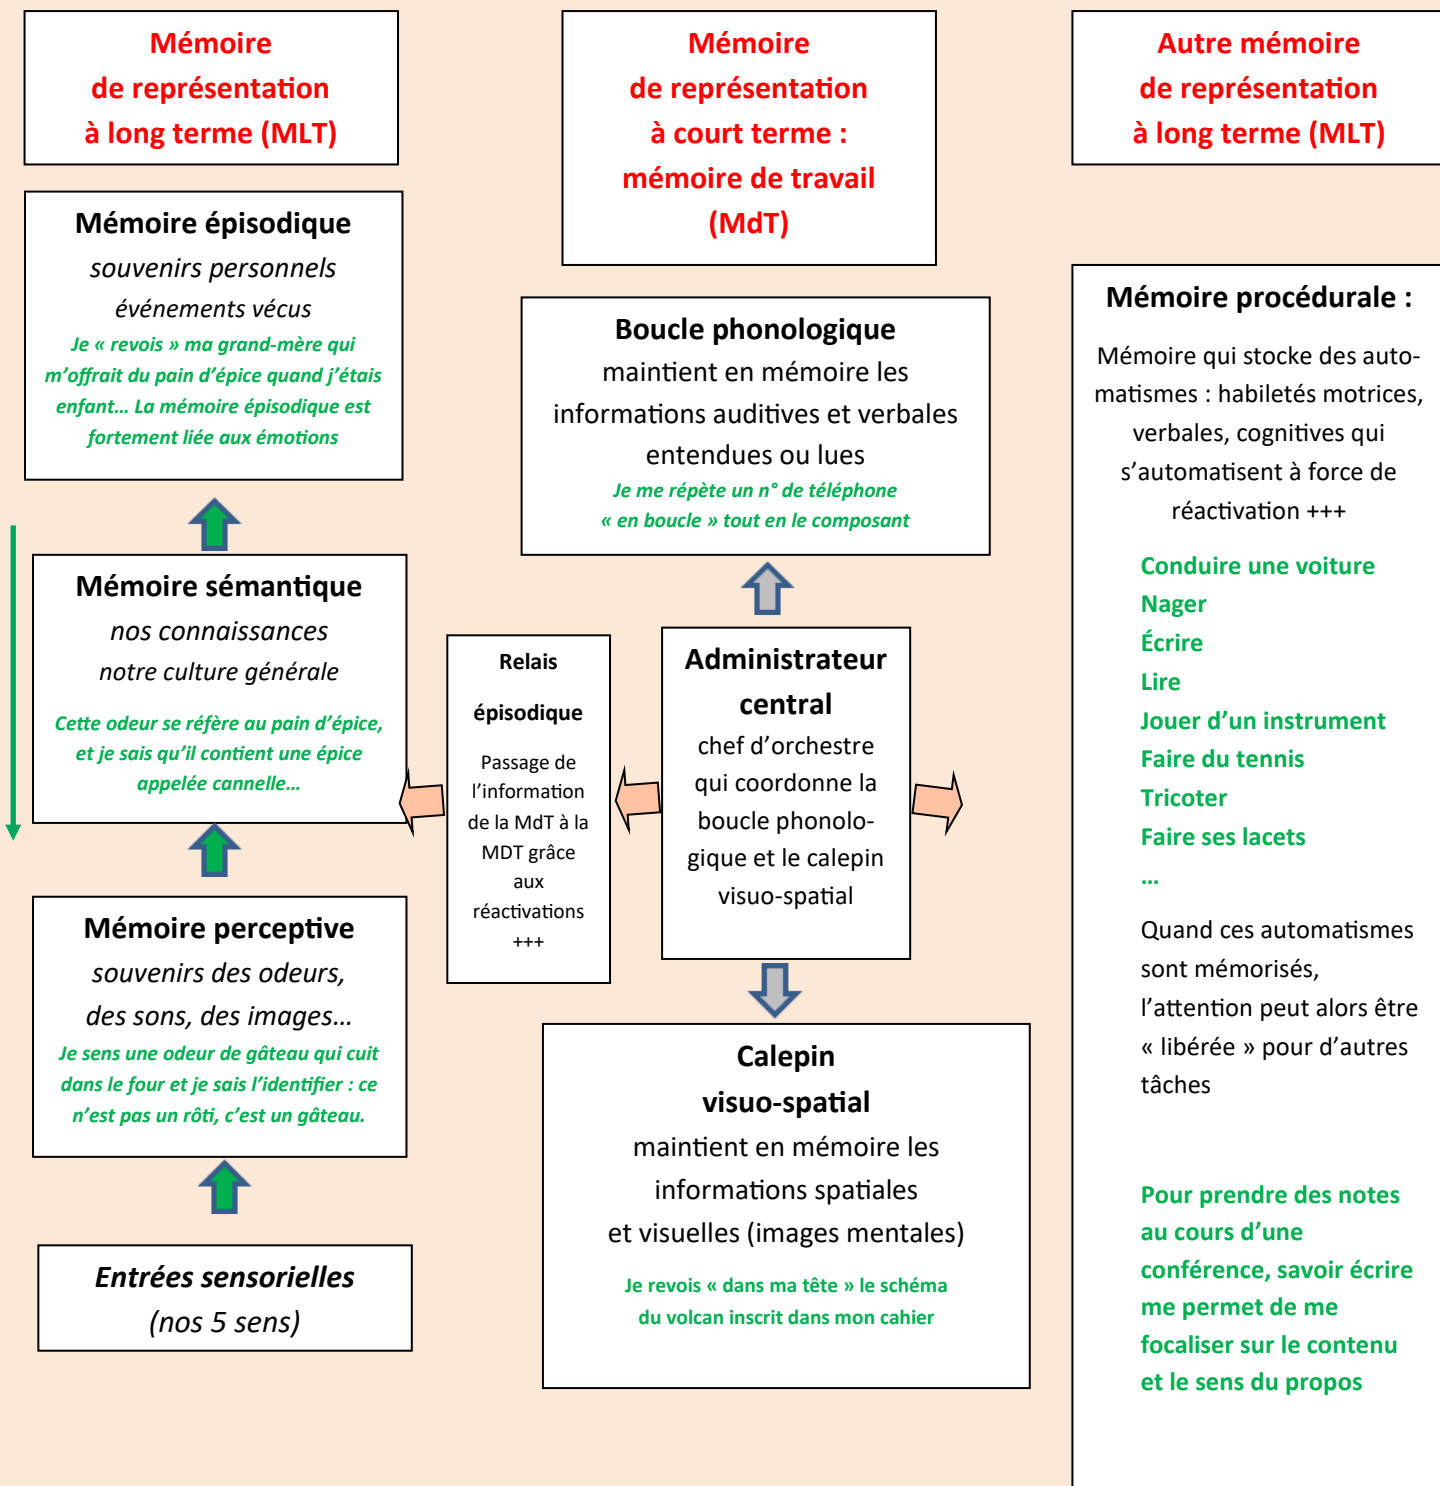 Mémoire
de représentation
à long terme (MLT)
Mémoire épisodique
souvenirs personnels
événements vécus
Je « revois » ma grand-mère qui
m'offrait du pain d'épice quand j'étais
enfant… La mémoire épisodique est
fortement liée aux émotions
Mémoire sémantique
nos connaissances
notre culture générale
Cette odeur se réfère au pain d'épice,
et je sais qu'il contient une épice
appelée cannelle…
Mémoire perceptive
souvenirs des odeurs,
des sons, des images…
Je sens une odeur de gâteau qui cuit
dans le four et je sais l'identifier : ce
n'est pas un rôti, c'est un gâteau.
Entrées sensorielles
(nos 5 sens)
Relais
épisodique
Passage de
l'information
de la MdT à la
MDT grâce
aux
réactivations
+++
Mémoire
de représentation
à court terme :
mémoire de travail
(MdT)
Boucle phonologique
maintient en mémoire les
informations auditives et verbales
entendues ou lues
Je me répète un n° de téléphone
« en boucle » tout en le composant
Administrateur
central
chef d'orchestre
qui coordonne la
boucle phonolo-
gique et le calepin
visuo-spatial
Calepin
visuo-spatial
maintient en mémoire les
informations spatiales
et visuelles (images mentales)
Je revois « dans ma tête » le schéma
du volcan inscrit dans mon cahier
Autre mémoire
de représentation
à long terme (MLT)
Mémoire procédurale :
Mémoire qui stocke des auto-
matismes : habiletés motrices,
verbales, cognitives qui
s'automatisent à force de
réactivation +++
Conduire une voiture
Nager
Écrire
Lire
Jouer d'un instrument
Faire du tennis
Tricoter
Faire ses lacets
…
Quand ces automatismes
sont mémorisés,
l'attention peut alors être
« libérée » pour d'autres
tâches
Pour prendre des notes
au cours d'une
conférence, savoir écrire
me permet de me
focaliser sur le contenu
et le sens du propos